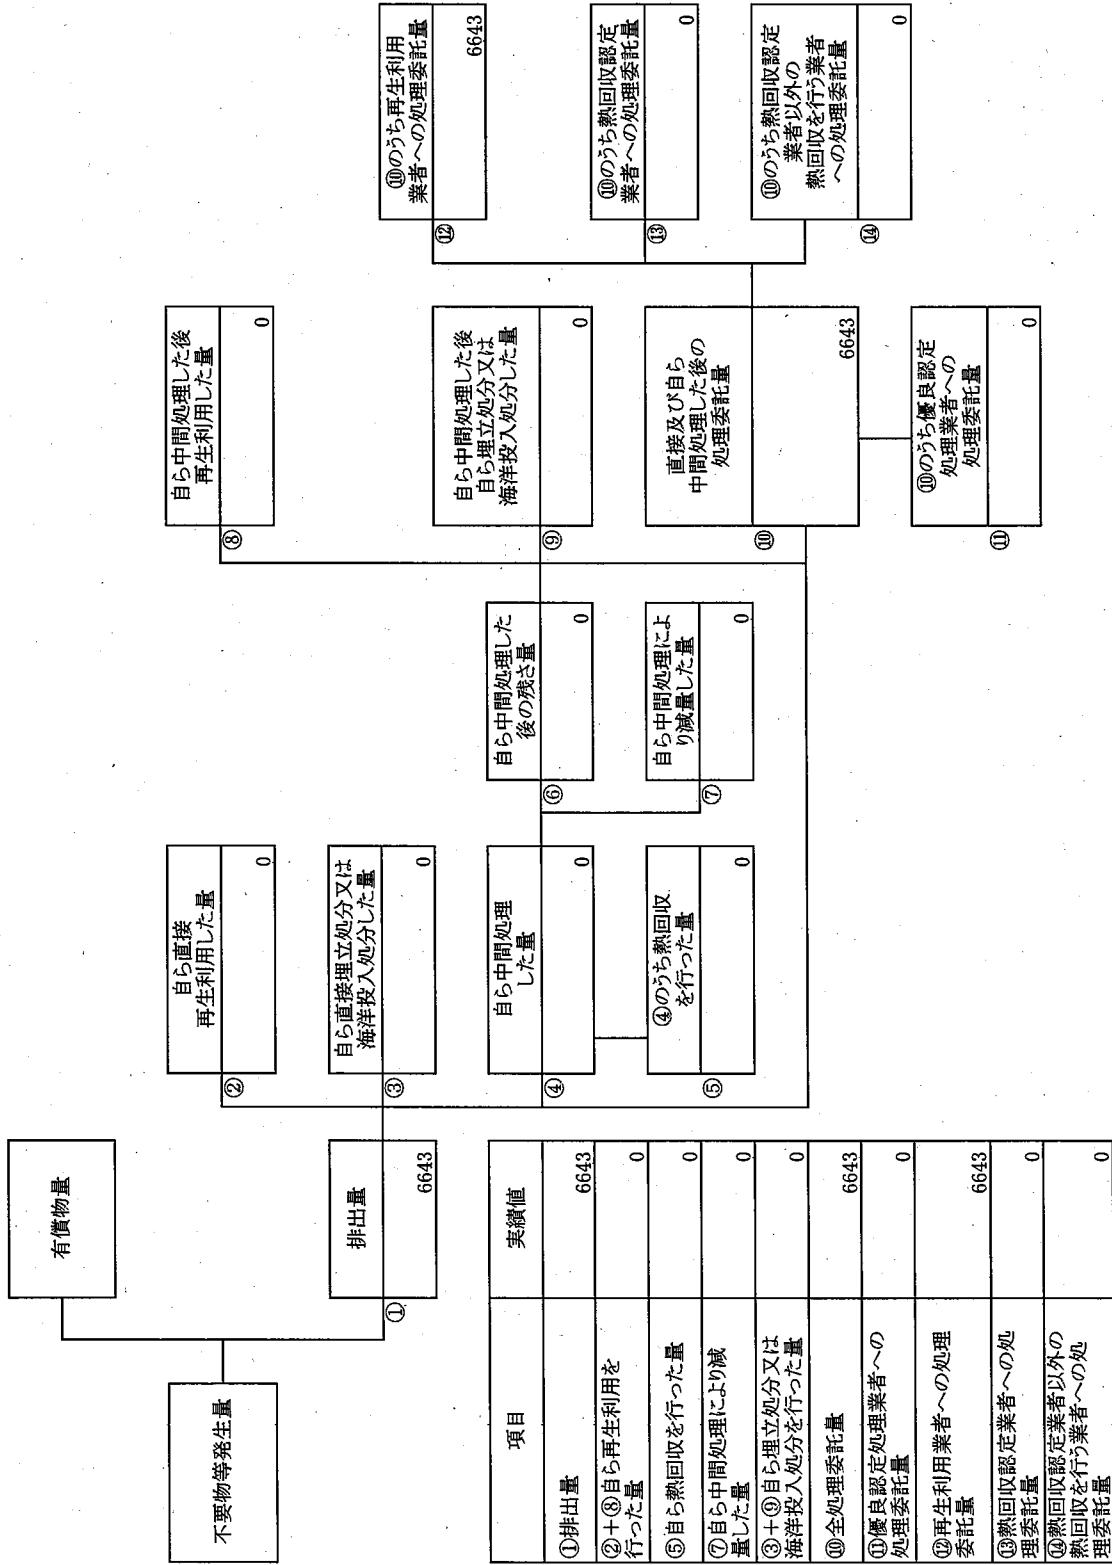 不要物等発生量
有償物量
排出量
①
6643
自ら直接
再生利用した量
②
0
自ら直接埋立処分又は
海洋投入処分した量
③
0
自ら中間処理
した量
④
0
④のうち熱回収
を行った量
⑤
0
自ら中間処理した
後の残さ量
⑥
0
自ら中間処理によ
り減量した量
⑦
0
自ら中間処理した後
再生利用した量
⑧
0
自ら中間処理した後
自ら埋立処分又は
海洋投入処分した量
⑨
0
直接及び自ら
中間処理した後の
処理委託量
⑩
6643
⑩のうち優良認定
処理業者への
処理委託量
⑪
0
⑩のうち再生利用
業者への処理委託量
⑫
6643
⑩のうち熱回収認定
業者への処理委託量
⑬
0
⑩のうち熱回収認定
業者以外の
熱回収を行う業者
への処理委託量
⑭
0
項目 実績値
①排出量 6643
②+⑧自ら再生利用を
行った量 0
⑤自ら熱回収を行った量 0
⑦自ら中間処理により減
量した量 0
③+⑨自ら埋立処分又は
海洋投入処分を行った量 0
⑩全処理委託量 6643
⑪優良認定処理業者への
処理委託量 0
⑫再生利用業者への処理
委託量 6643
⑬熱回収認定業者への処
理委託量 0
⑭熱回収認定業者以外の
熱回収を行う業者への処
理委託量 0